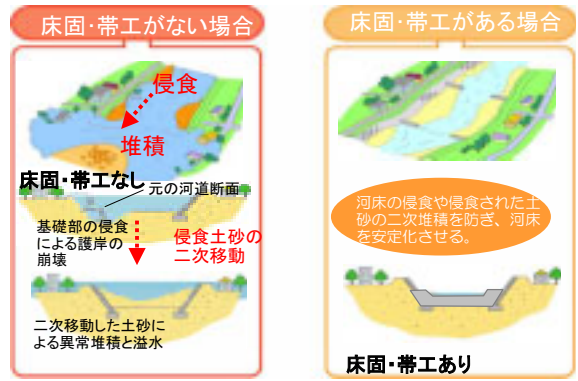 床固・帯工がない場合
侵食
堆積
床固・帯工なし
元の河道断面
基礎部の侵食
による護岸の
崩壊
侵食土砂の
二次移動
二次移動した土砂に
よる異常堆積と溢水
床固・帯工がある場合
河床の侵食や侵食された土
砂の二次堆積を防ぎ、河床
を安定化させる。
床固・帯工あり